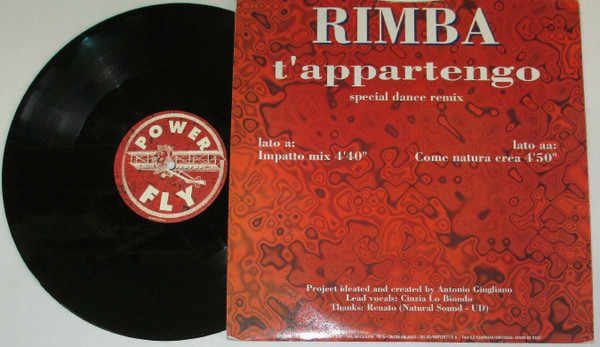 POWER
FLY
RIMBA
t'appartengo
special dance remix
lato a:
Impatto mix 4'40"
lato aa:
Come natura crea 4'50"
Project ideated and created by Antonio Giugliano
Lead vocals: Cinzia Lo Biondo
Thanks: Renato (Natural Sound - UD)